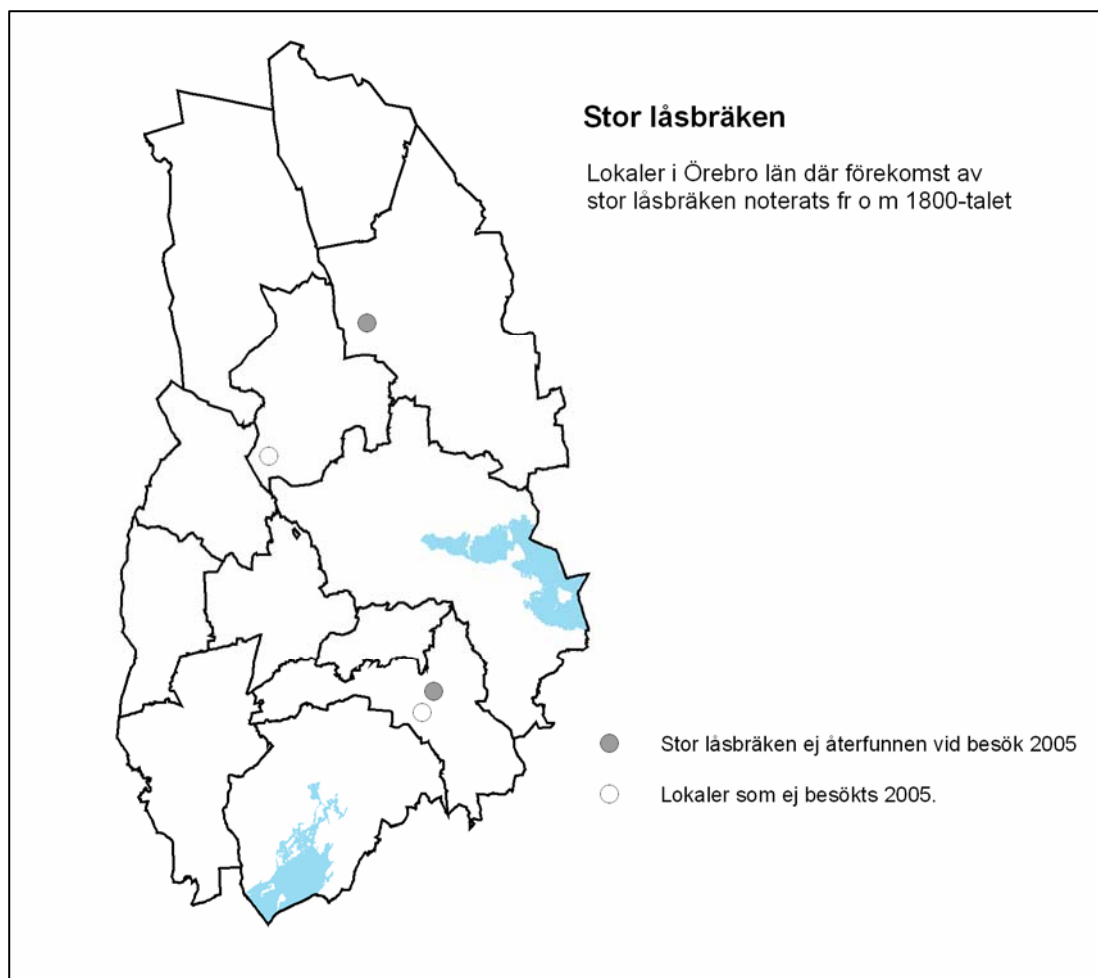 Stor låsbräken
Lokaler i Örebro län där förekomst av
stor låsbräken noterats fr o m 1800-talet
Stor låsbräken ej återfunnen vid besök 2005
Lokaler som ej besökts 2005.